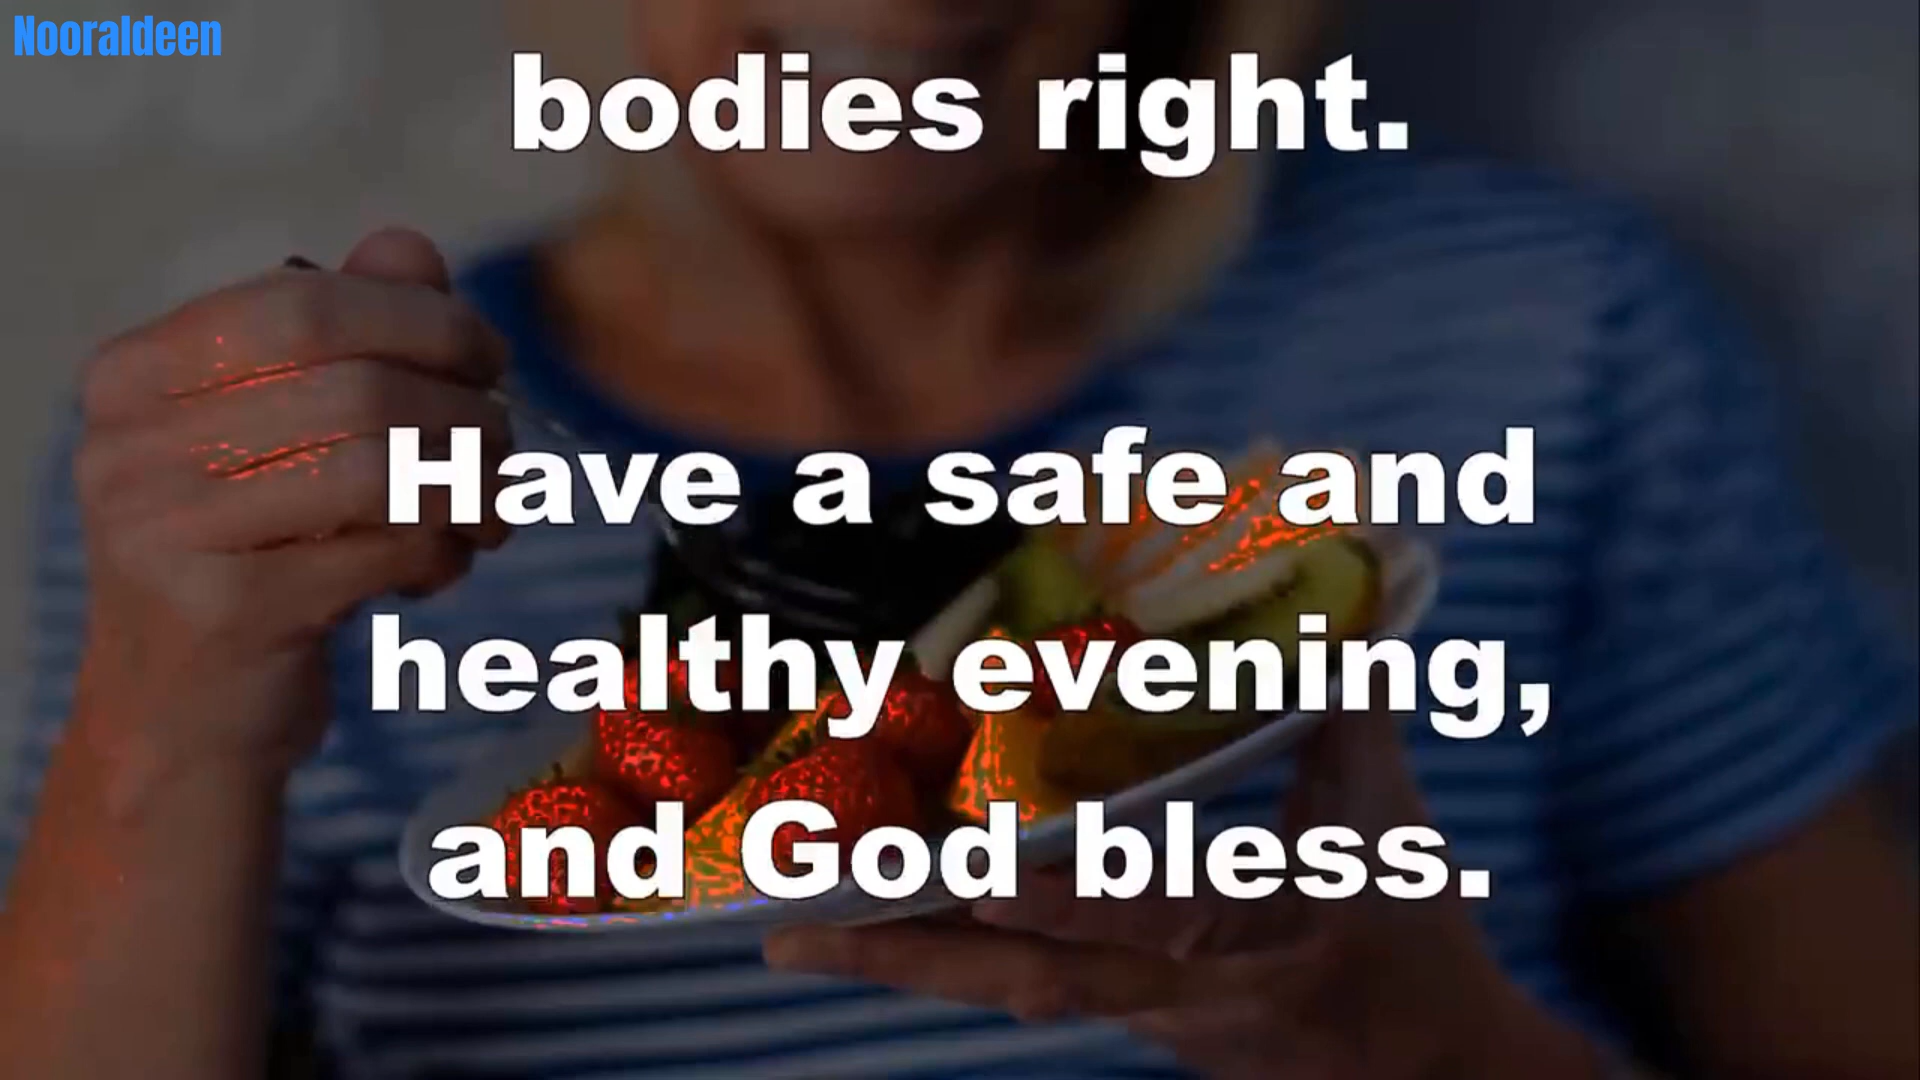 Nooraldeen
bodies right.
Have a safe and
healthy evening,
and God bless.